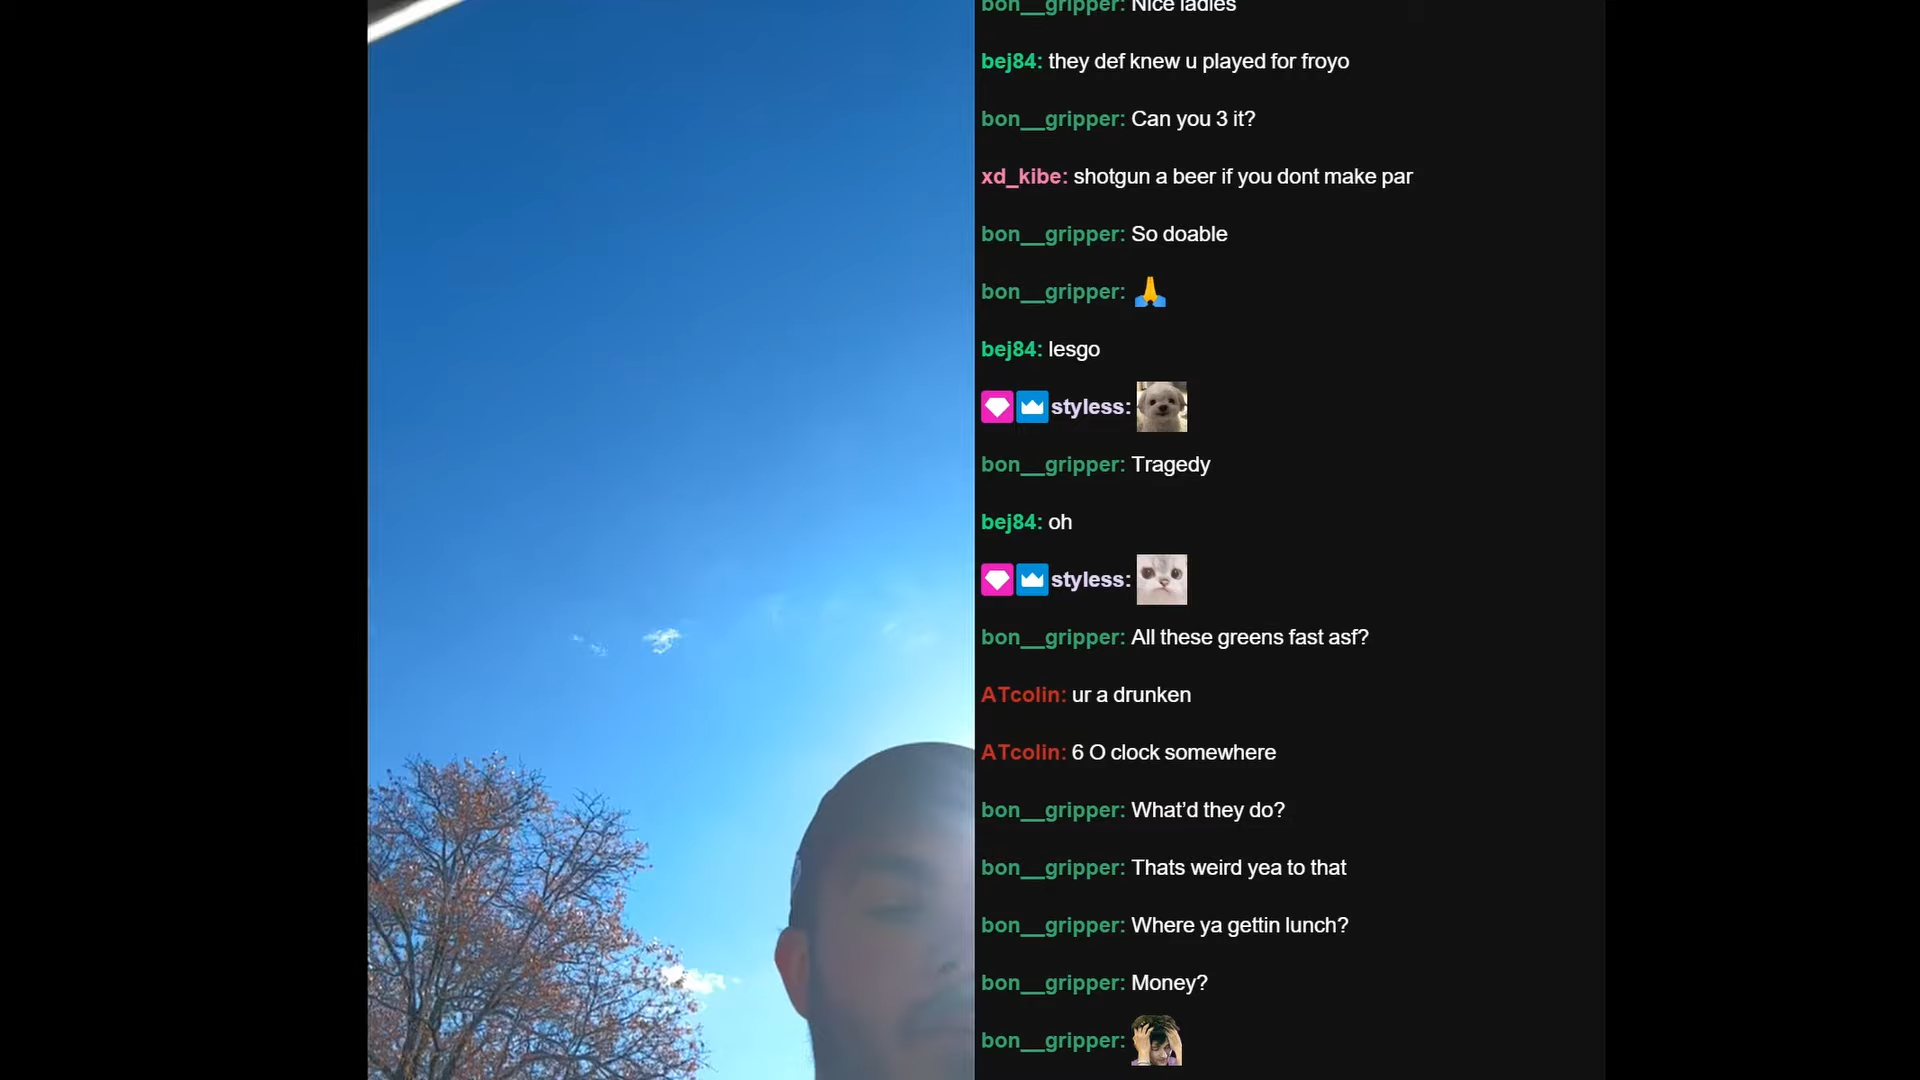 bon__gripper: Nice ladies
bej84: they def knew u played for froyo
bon__gripper: Can you 3 it?
xd_kibe: shotgun a beer if you dont make par
bon__gripper: So doable
bon__gripper: 🙏
bej84: lesgo
styless:
bon__gripper: Tragedy
bej84: oh
styless:
bon__gripper: All these greens fast asf?
ATcolin: ur a drunken
ATcolin: 6 O clock somewhere
bon__gripper: What’d they do?
bon__gripper: Thats weird yea to that
bon__gripper: Where ya gettin lunch?
bon__gripper: Money?
bon__gripper: